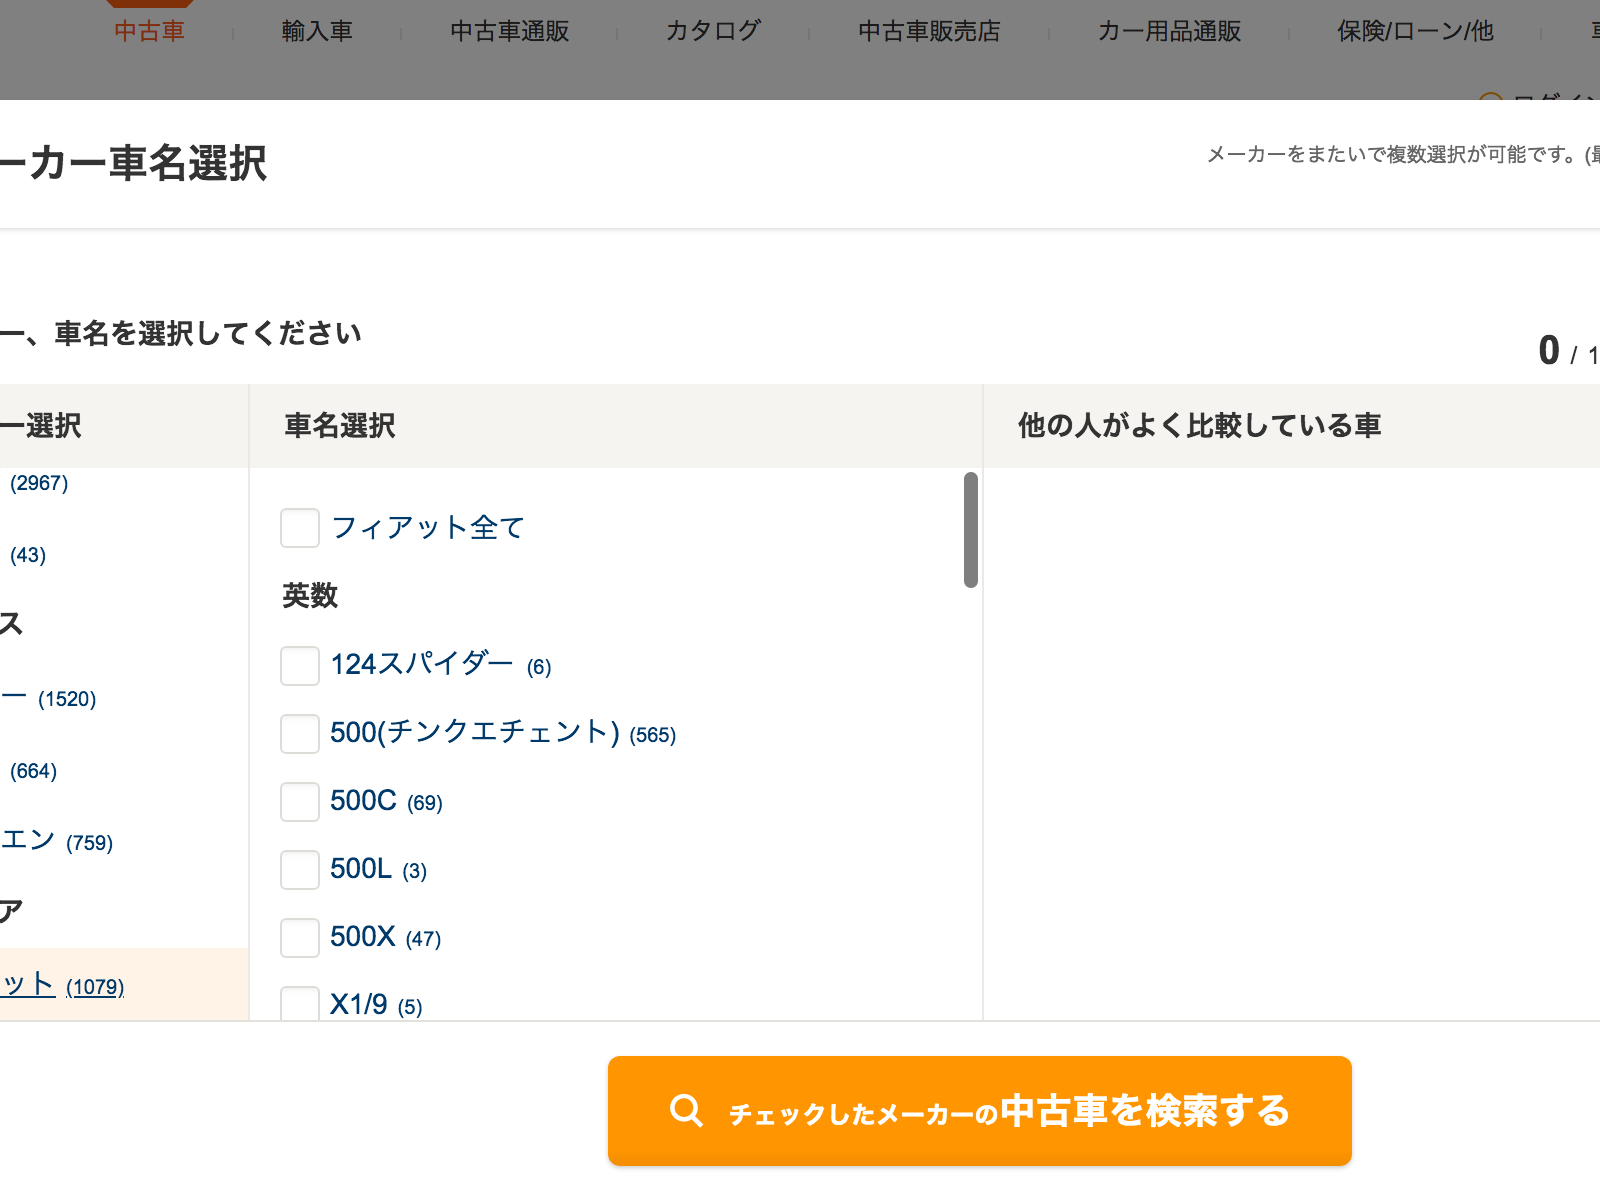 中古車 輸入車 中古車通販 カタログ 中古車販売店 カー用品通販 保険/ローン/他
ログイン
ーカー車名選択
メーカーをまたいで複数選択が可能です。(最
ー、車名を選択してください
0 / 1
ー選択
車名選択
他の人がよく比較している車
(2967)
(43)
ス
ー (1520)
(664)
エン (759)
ア
ット (1079)
フィアット全て
英数
124スパイダー (6)
500(チンクエチェント) (565)
500C (69)
500L (3)
500X (47)
X1/9 (5)
チェックしたメーカーの中古車を検索する